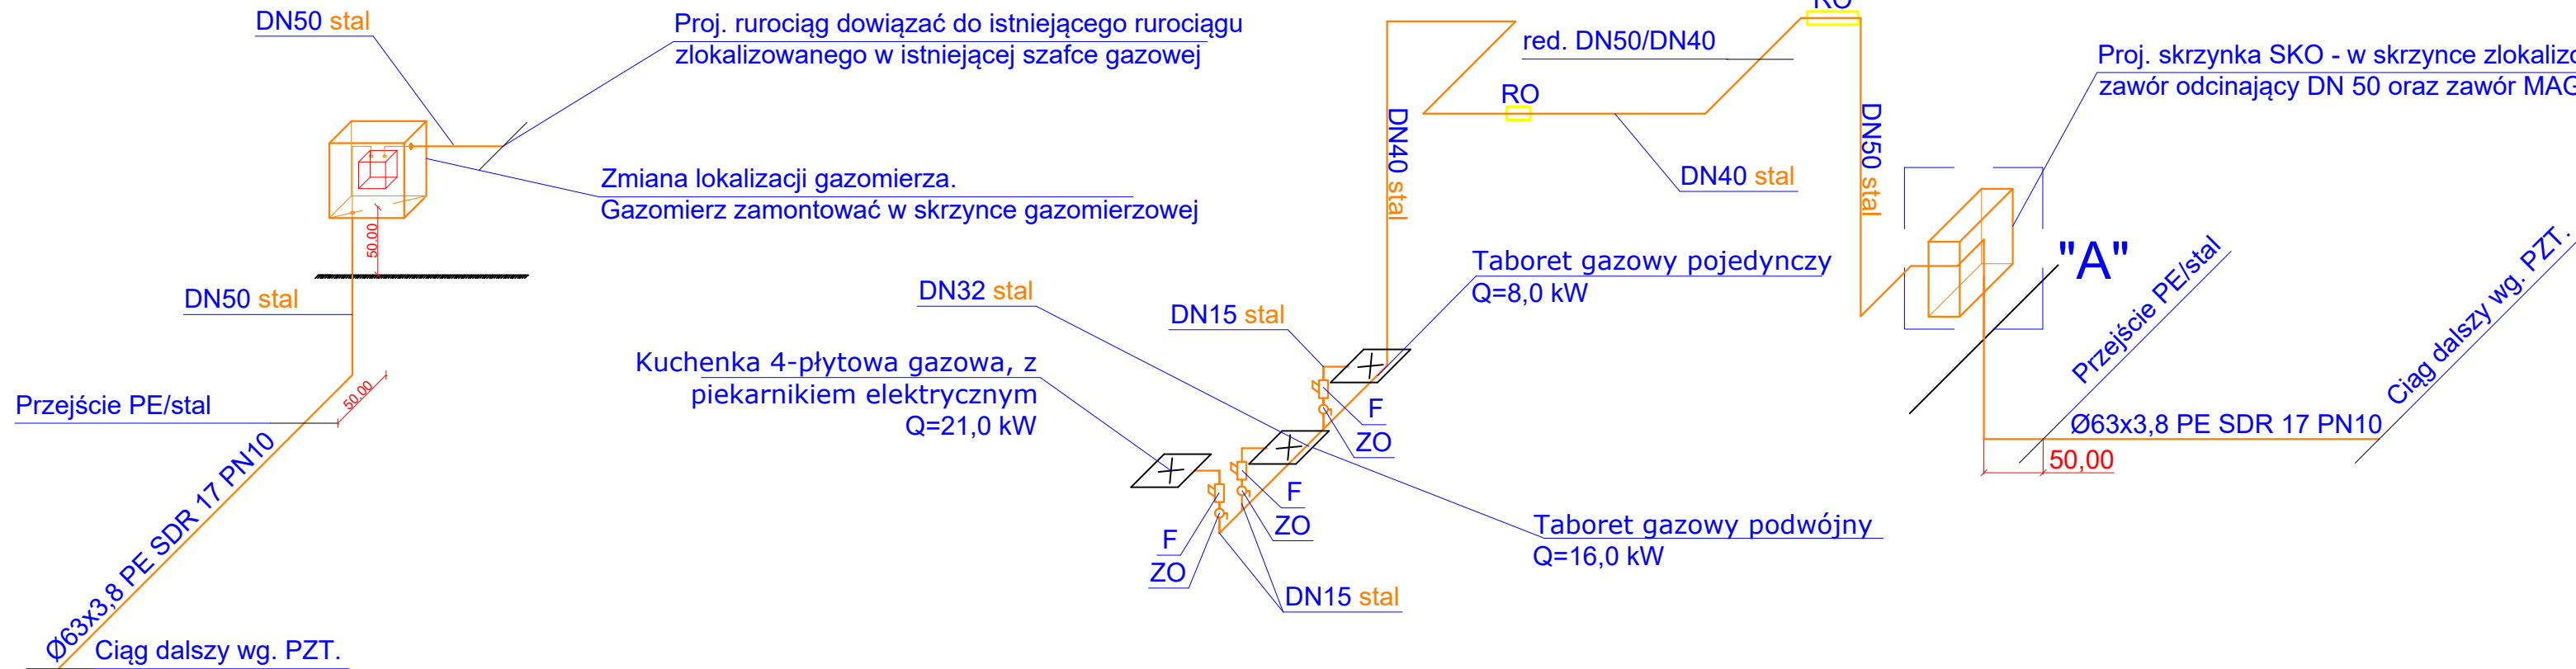 DN50 stal
Proj. rurociąg dowiązać do istniejącego rurociągu
zlokalizowanego w istniejącej szafce gazowej
Zmiana lokalizacji gazomierza.
Gazomierz zamontować w skrzynce gazomierzowej
50.00
DN50 stal
50.00
Przejście PE/stal
Ø63x3,8 PE SDR 17 PN10
Ciąg dalszy wg. PZT.
RO
red. DN50/DN40
RO
DN40 stal
DN40 stal
DN50 stal
Proj. skrzynka SKO - w skrzynce
zawór odcinający DN 50 oraz zawór
"A"
Przejście PE/stal
Ciąg dalszy wg. PZT.
Ø63x3,8 PE SDR 17 PN10
50,00
Taboret gazowy pojedynczy
Q=8,0 kW
DN32 stal
DN15 stal
Kuchenka 4-płytowa gazowa, z
piekarnikiem elektrycznym
Q=21,0 kW
F
ZO
F
ZO
F
ZO
Taboret gazowy podwójny
Q=16,0 kW
DN15 stal